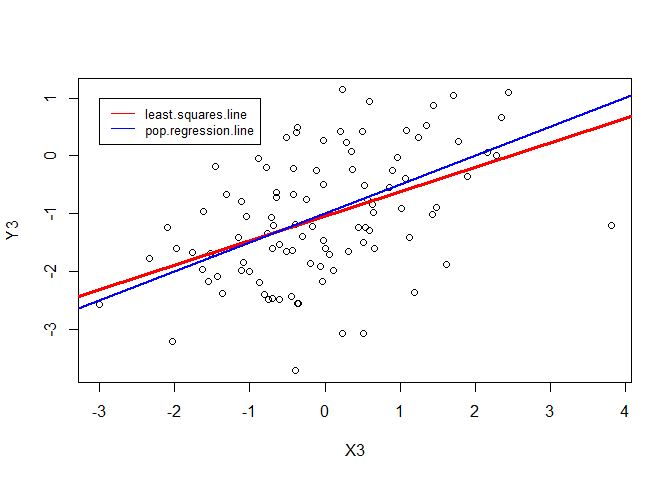 least.squares.line
pop.regression.line
Y3
1
0
-1
-2
-3
-3 -2 -1 0 1 2 3 4
X3